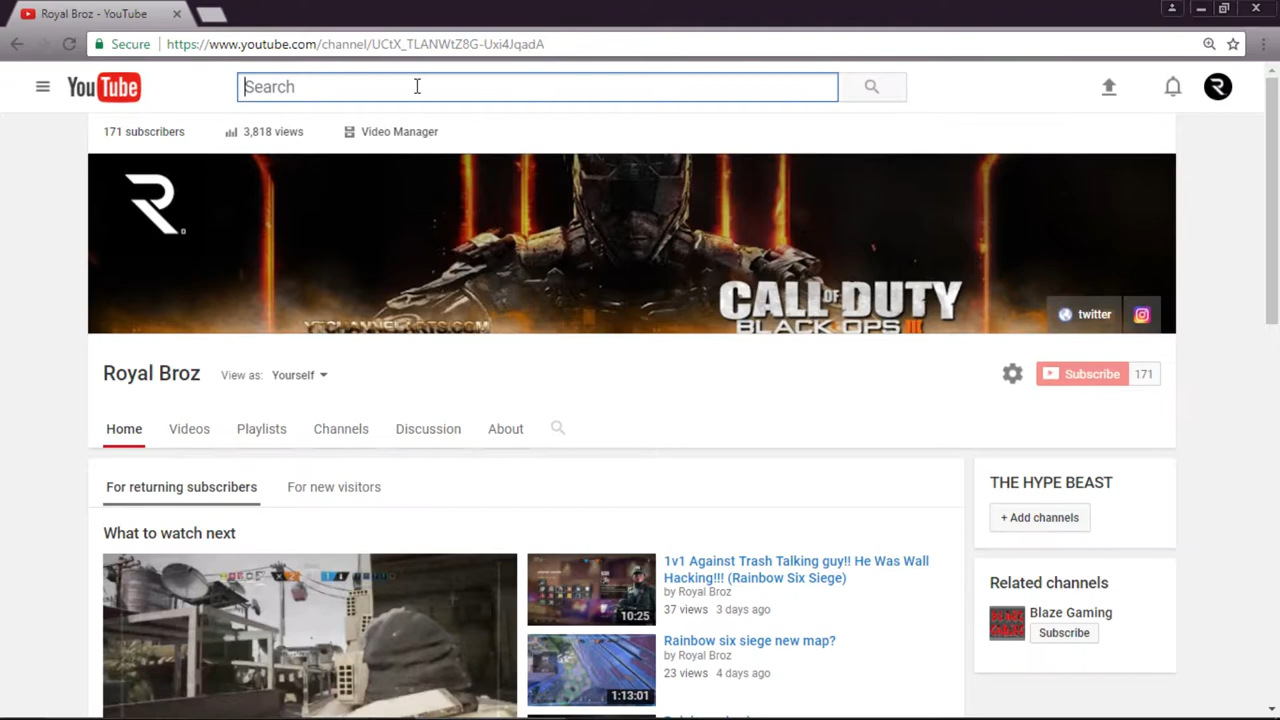 Royal Broz - YouTube
Secure https://www.youtube.com/channel/UCtX_TLANWtZ8G-Uxi4JqadA
YouTube Search
171 subscribers 3,818 views Video Manager
R
CALL OF DUTY
BLACK OPS III
twitter
Royal Broz View as: Yourself Subscribe 171
Home Videos Playlists Channels Discussion About
For returning subscribers For new visitors
What to watch next
1v1 Against Trash Talking guy!! He Was Wall
Hacking!!! (Rainbow Six Siege)
by Royal Broz
37 views 3 days ago
10:25
Rainbow six siege new map?
by Royal Broz
23 views 4 days ago
1:13:01
THE HYPE BEAST
+ Add channels
Related channels
Blaze Gaming
Subscribe